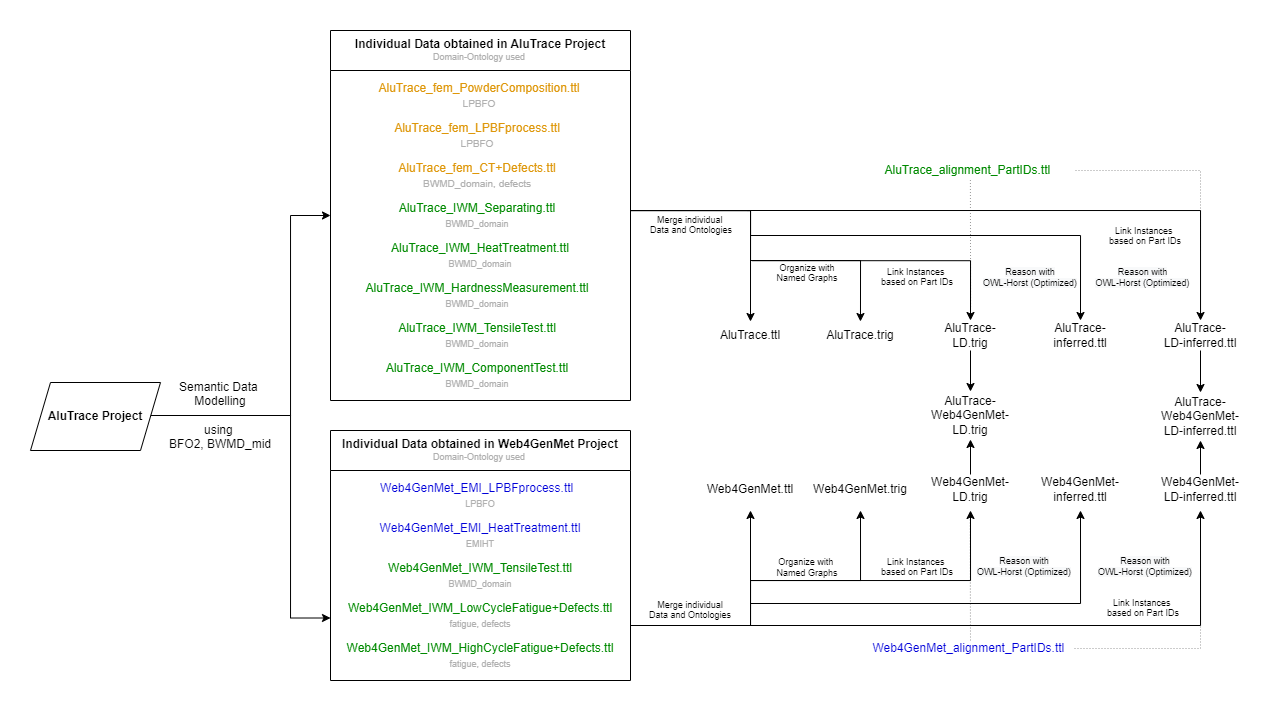 Individual Data obtained in AluTrace Project
Domain-Ontology used
AluTrace_fem_PowderComposition.ttl
LPBFO
AluTrace_fem_LPBFprocess.ttl
LPBFO
AluTrace_fem_CT+Defects.ttl
BWMD_domain, defects
AluTrace_IWM_Separating.ttl
BWMD_domain
AluTrace_IWM_HeatTreatment.ttl
BWMD_domain
AluTrace_IWM_HardnessMeasurement.ttl
BWMD_domain
AluTrace_IWM_TensileTest.ttl
BWMD_domain
AluTrace_IWM_ComponentTest.ttl
BWMD_domain
AluTrace Project
Semantic Data
Modelling
using
BFO2, BWMD_mid
Individual Data obtained in Web4GenMet Project
Domain-Ontology used
Web4GenMet_EMI_LPBFprocess.ttl
LPBFO
Web4GenMet_EMI_HeatTreatment.ttl
EMIHT
Web4GenMet_IWM_TensileTest.ttl
BWMD_domain
Web4GenMet_IWM_LowCycleFatigue+Defects.ttl
fatigue, defects
Web4GenMet_IWM_HighCycleFatigue+Defects.ttl
fatigue, defects
AluTrace_alignment_PartIDs.ttl
Merge individual
Data and Ontologies
Link Instances
based on Part IDs
Organize with
Named Graphs
Link Instances
based on Part IDs
Reason with
OWL-Horst (Optimized)
Reason with
OWL-Horst (Optimized)
AluTrace.ttl
AluTrace.trig
AluTrace-
LD.trig
AluTrace-
inferred.ttl
AluTrace-
LD-inferred.ttl
AluTrace-
Web4GenMet-
LD.trig
AluTrace-
Web4GenMet-
LD-inferred.ttl
Web4GenMet.ttl
Web4GenMet.trig
Web4GenMet-
LD.trig
Web4GenMet-
inferred.ttl
Web4GenMet-
LD-inferred.ttl
Organize with
Named Graphs
Link Instances
based on Part IDs
Reason with
OWL-Horst (Optimized)
Reason with
OWL-Horst (Optimized)
Merge individual
Data and Ontologies
Link Instances
based on Part IDs
Web4GenMet_alignment_PartIDs.ttl